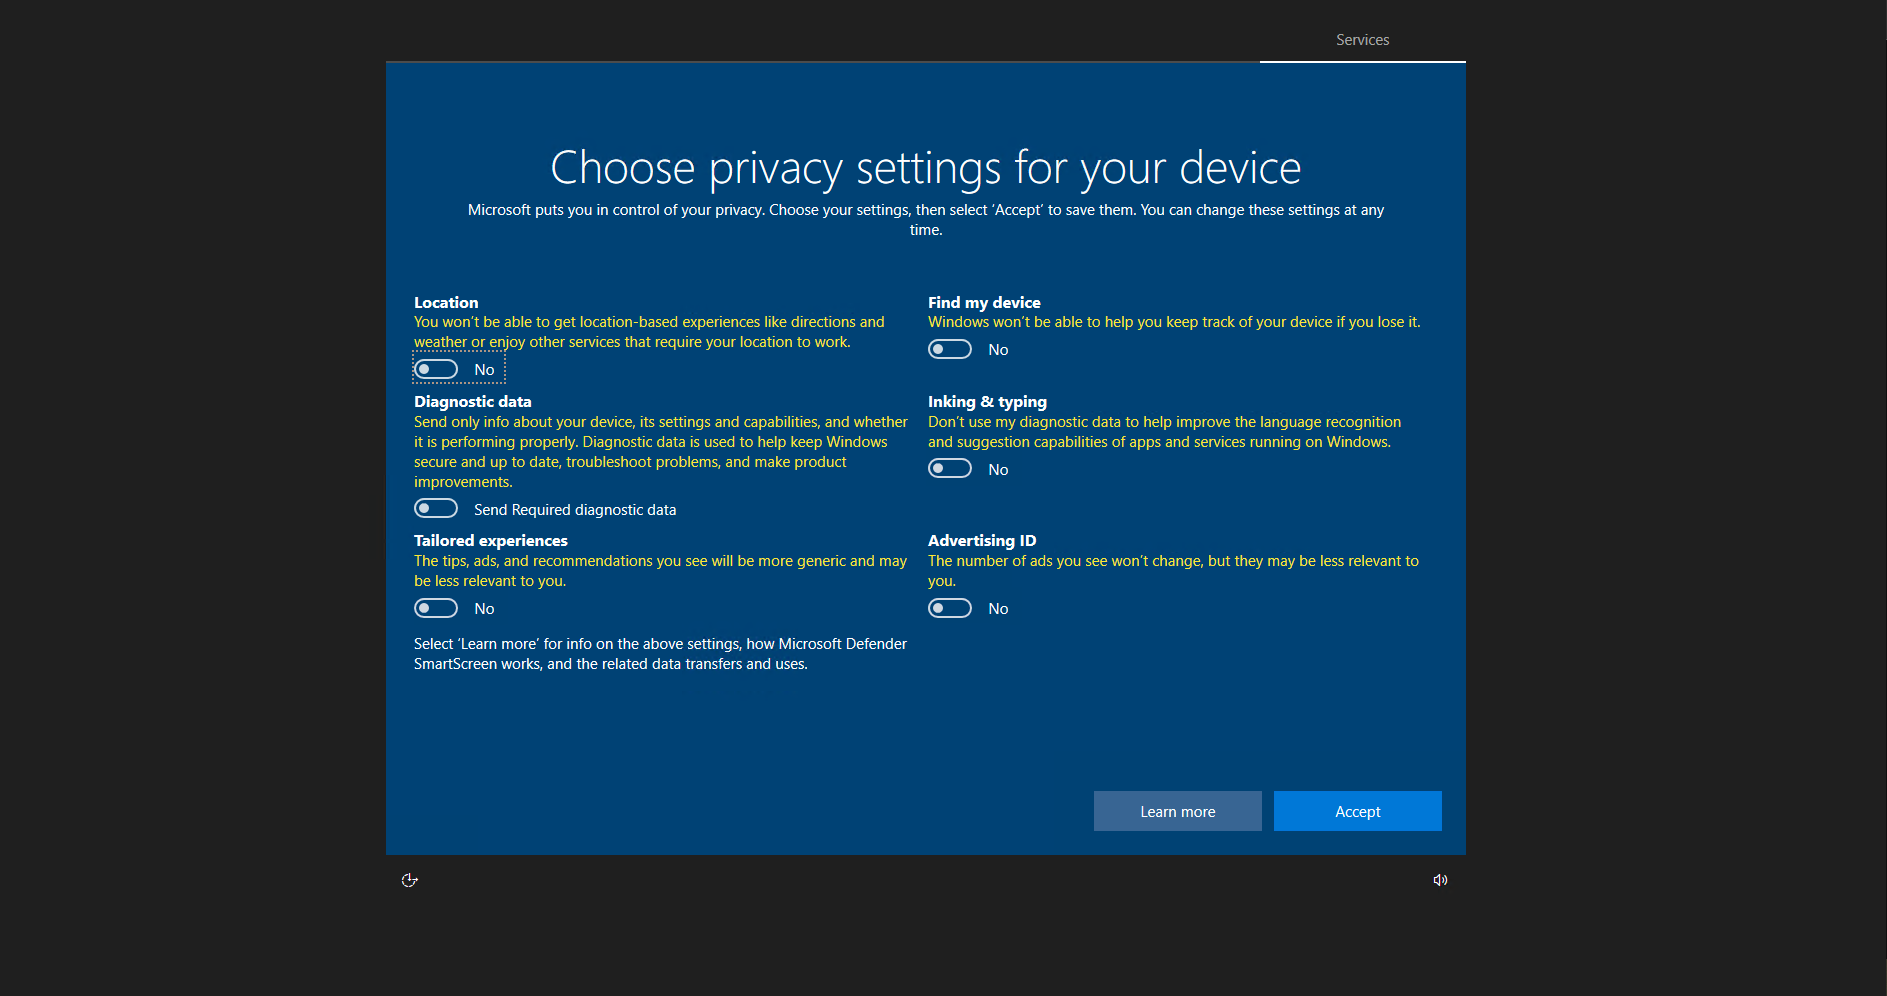 Services
Choose privacy settings for your device
Microsoft puts you in control of your privacy. Choose your settings, then select ‘Accept’ to save them. You can change these settings at any
time.
Location
You won’t be able to get location-based experiences like directions and
weather or enjoy other services that require your location to work.
No
Find my device
Windows won’t be able to help you keep track of your device if you lose it.
No
Diagnostic data
Send only info about your device, its settings and capabilities, and whether
it is performing properly. Diagnostic data is used to help keep Windows
secure and up to date, troubleshoot problems, and make product
improvements.
Send Required diagnostic data
Inking & typing
Don’t use my diagnostic data to help improve the language recognition
and suggestion capabilities of apps and services running on Windows.
No
Tailored experiences
The tips, ads, and recommendations you see will be more generic and may
be less relevant to you.
No
Advertising ID
The number of ads you see won’t change, but they may be less relevant to
you.
No
Select ‘Learn more’ for info on the above settings, how Microsoft Defender
SmartScreen works, and the related data transfers and uses.
Learn more
Accept